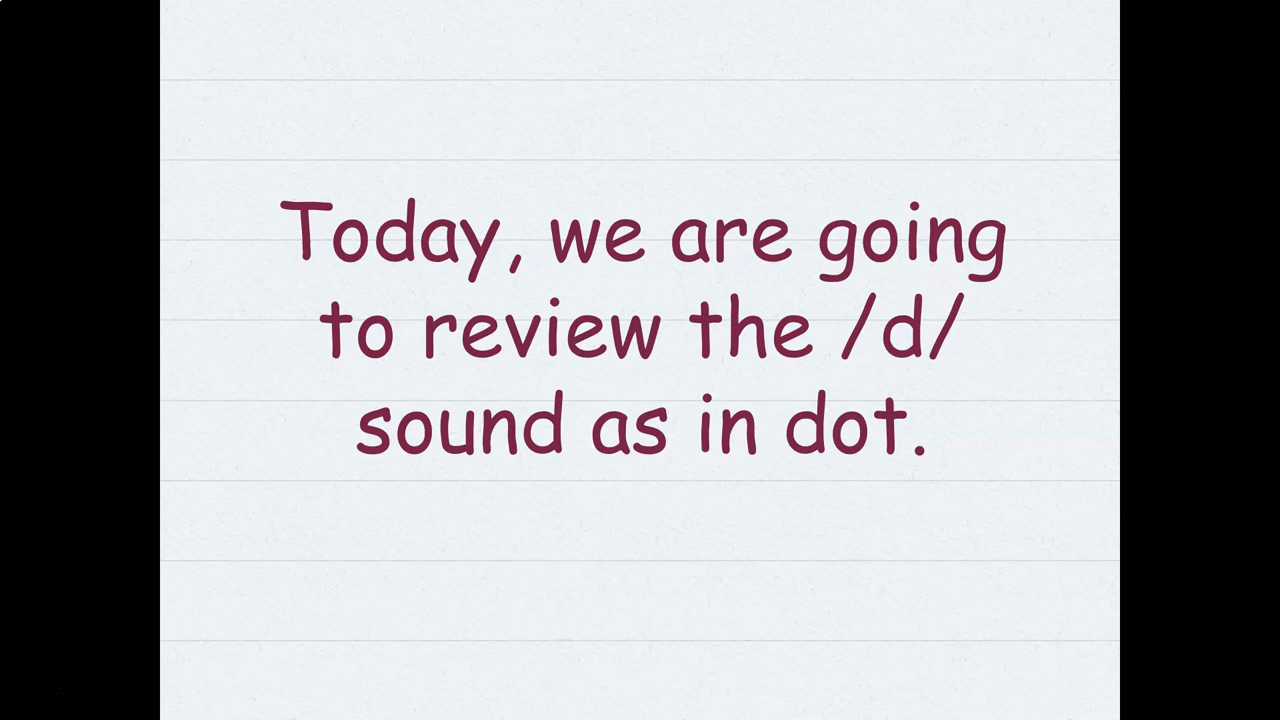 Today, we are going
to review the /d/
sound as in dot.